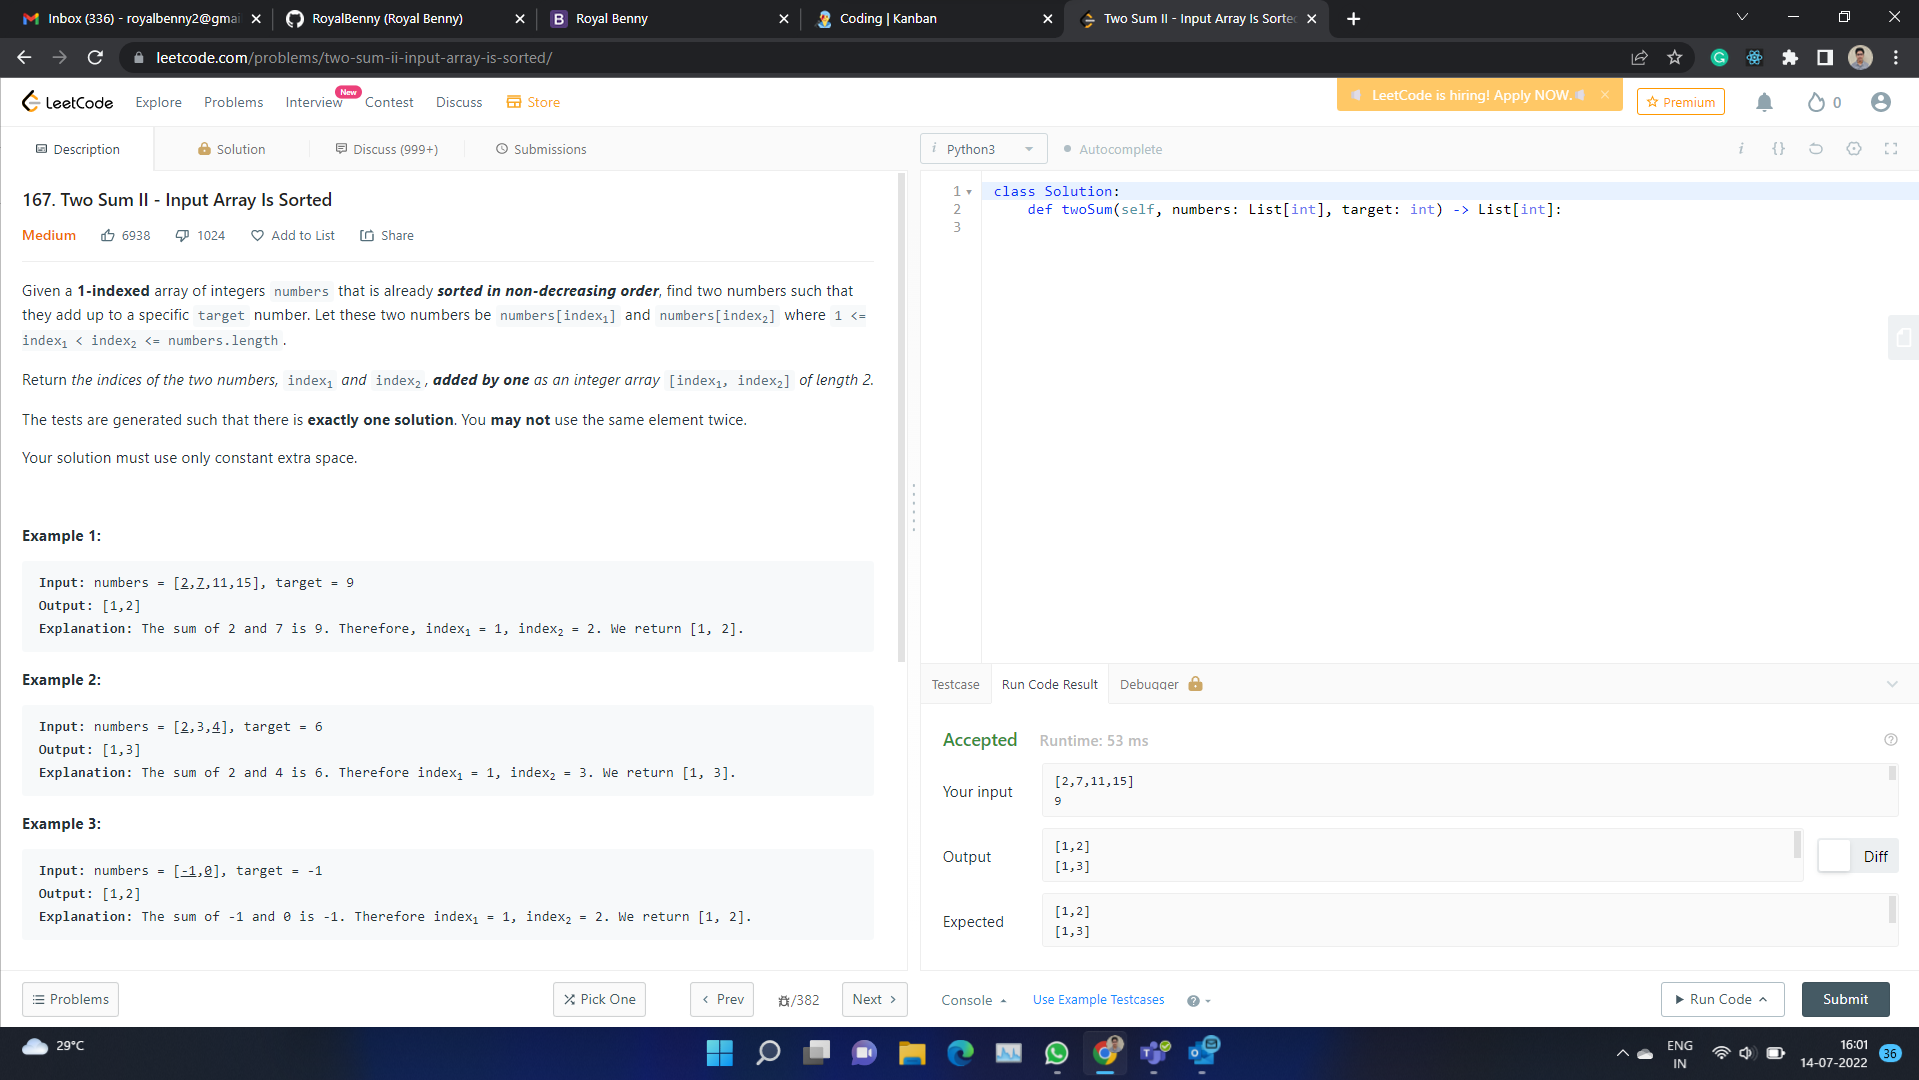 Inbox (336) - royalbenny2@gmai
RoyalBenny (Royal Benny)
B Royal Benny
Coding | Kanban
Two Sum II - Input Array Is Sorte
leetcode.com/problems/two-sum-ii-input-array-is-sorted/
LeetCode
Explore
Problems
Interview
New
Contest
Discuss
Store
LeetCode is hiring! Apply NOW.
Premium
0
Description
Solution
Discuss (999+)
Submissions
i Python3
Autocomplete
i
{}
167. Two Sum II - Input Array Is Sorted
Medium
6938
1024
Add to List
Share
Given a 1-indexed array of integers numbers that is already sorted in non-decreasing order, find two numbers such that
they add up to a specific target number. Let these two numbers be numbers[index1] and numbers[index2] where 1 <=
index1 < index2 <= numbers.length.
Return the indices of the two numbers, index1 and index2, added by one as an integer array [index1, index2] of length 2.
The tests are generated such that there is exactly one solution. You may not use the same element twice.
Your solution must use only constant extra space.
Example 1:
Input: numbers = [2,7,11,15], target = 9
Output: [1,2]
Explanation: The sum of 2 and 7 is 9. Therefore, index1 = 1, index2 = 2. We return [1, 2].
Example 2:
Input: numbers = [2,3,4], target = 6
Output: [1,3]
Explanation: The sum of 2 and 4 is 6. Therefore index1 = 1, index2 = 3. We return [1, 3].
Example 3:
Input: numbers = [-1,0], target = -1
Output: [1,2]
Explanation: The sum of -1 and 0 is -1. Therefore index1 = 1, index2 = 2. We return [1, 2].
1 class Solution:
2 def twoSum(self, numbers: List[int], target: int) -> List[int]:
3
Testcase
Run Code Result
Debugger
Accepted
Runtime: 53 ms
Your input
[2,7,11,15]
9
Output
[1,2]
[1,3]
Diff
Expected
[1,2]
[1,3]
Problems
Pick One
Prev
/382
Next
Console
Use Example Testcases
Run Code
Submit
29°C
ENG
IN
16:01
14-07-2022
36